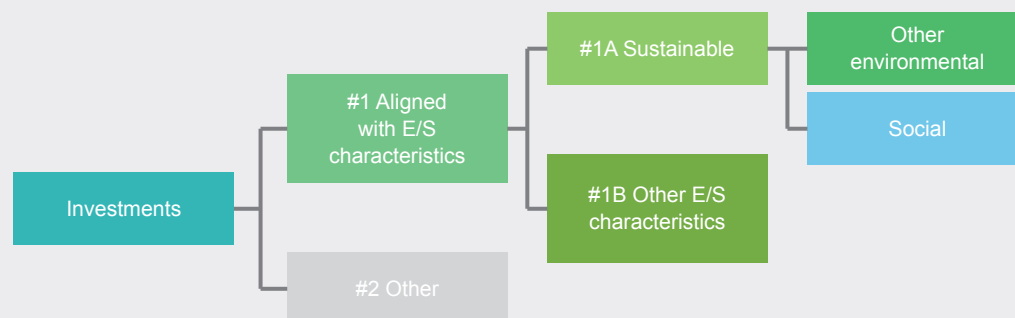 Investments
#1 Aligned
with E/S
characteristics
#2 Other
#1A Sustainable
#1B Other E/S
characteristics
Other
environmental
Social